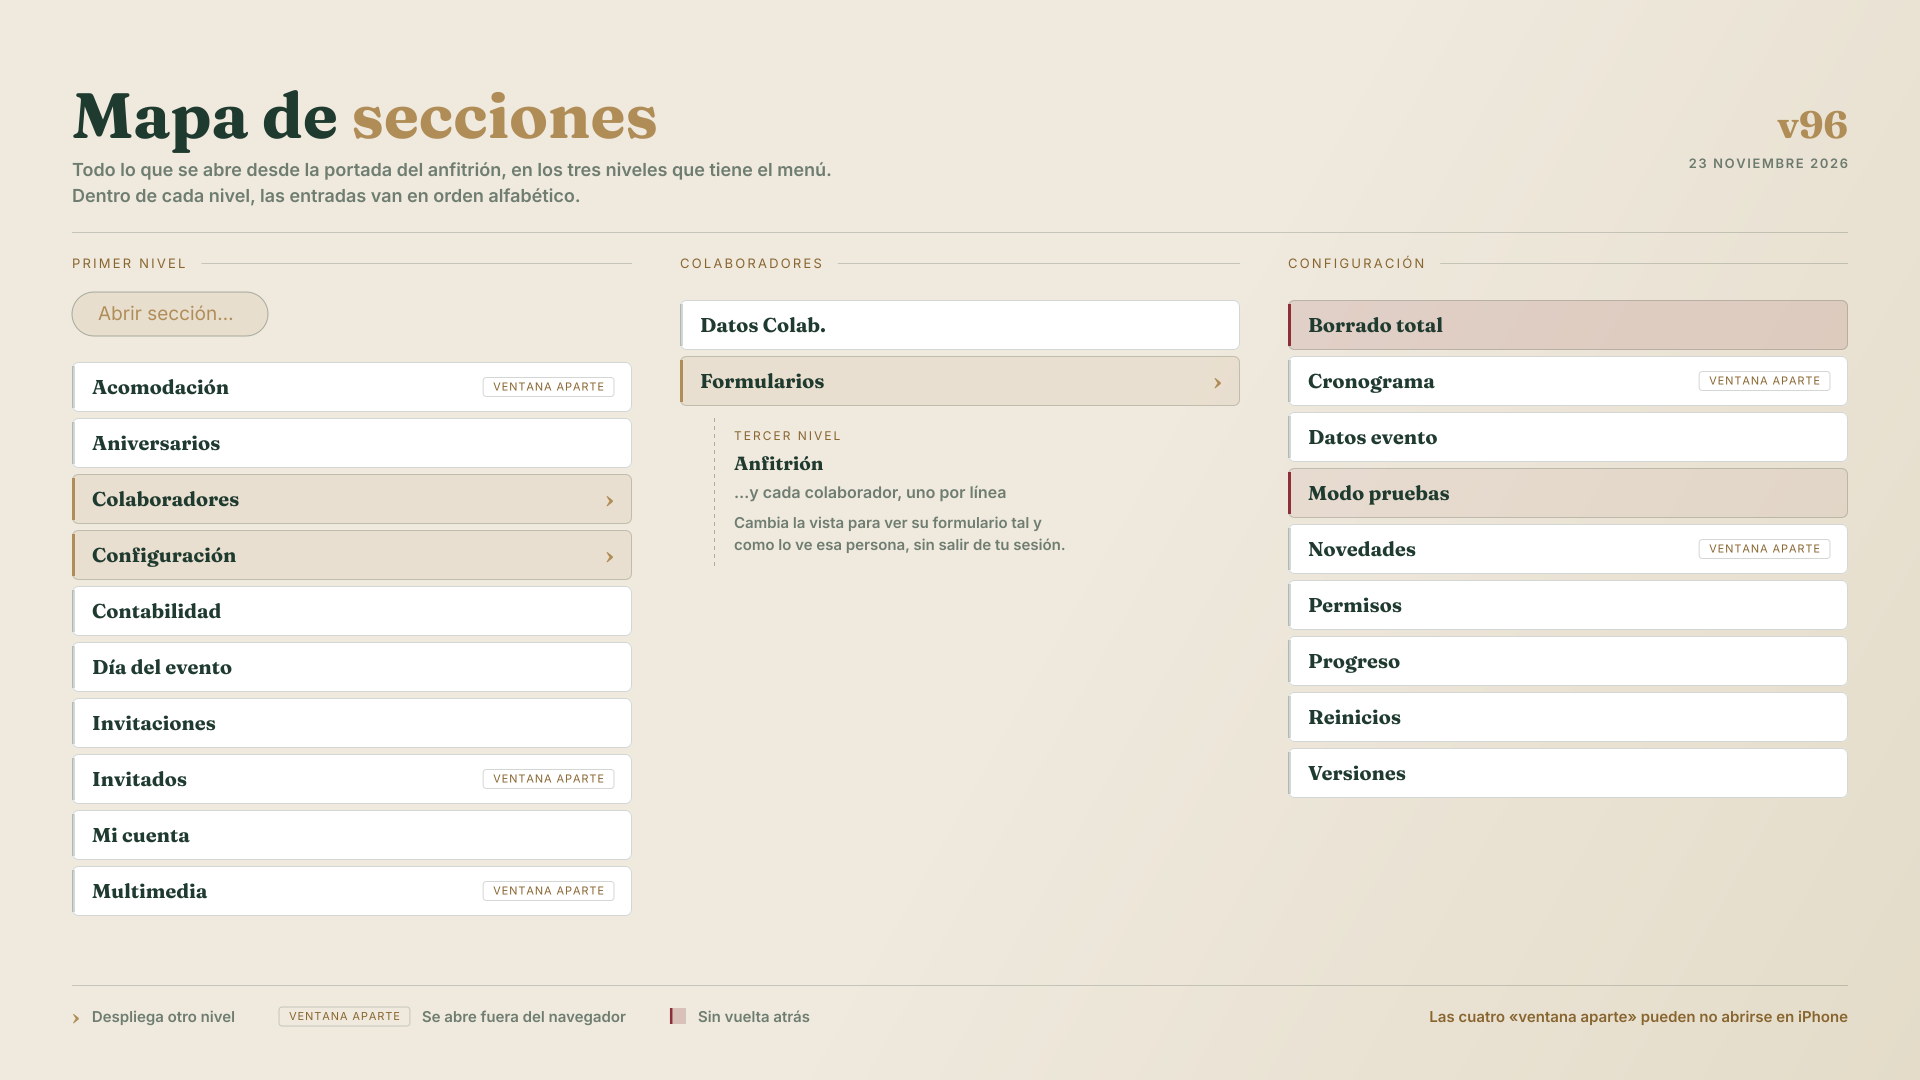 Mapa de secciones
Todo lo que se abre desde la portada del anfitrión, en los tres niveles que tiene el menú.
Dentro de cada nivel, las entradas van en orden alfabético.
v96
23 NOVIEMBRE 2026
PRIMER NIVEL
Abrir sección...
Acomodación VENTANA APARTE
Aniversarios
Colaboradores ›
Configuración ›
Contabilidad
Día del evento
Invitaciones
Invitados VENTANA APARTE
Mi cuenta
Multimedia VENTANA APARTE
COLABORADORES
Datos Colab.
Formularios ›
TERCER NIVEL
Anfitrión
...y cada colaborador, uno por línea
Cambia la vista para ver su formulario tal y
como lo ve esa persona, sin salir de tu sesión.
CONFIGURACIÓN
Borrado total
Cronograma VENTANA APARTE
Datos evento
Modo pruebas
Novedades VENTANA APARTE
Permisos
Progreso
Reinicios
Versiones
› Despliega otro nivel
VENTANA APARTE Se abre fuera del navegador
Sin vuelta atrás
Las cuatro «ventana aparte» pueden no abrirse en iPhone